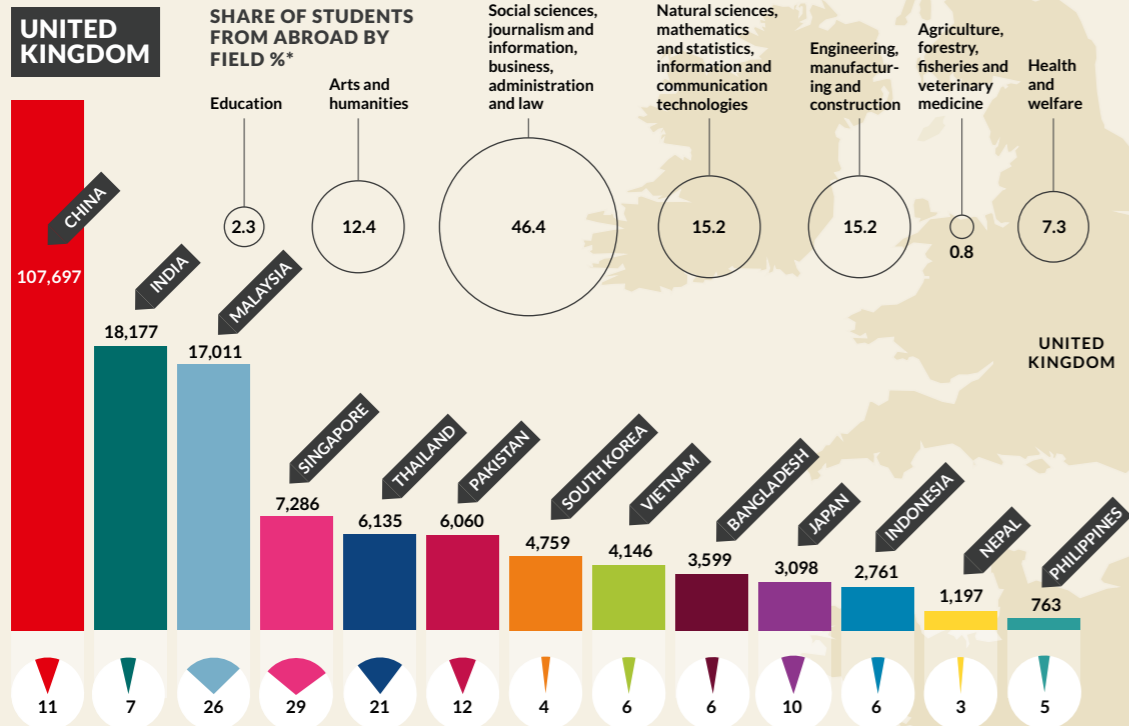 UNITED
KINGDOM
SHARE OF STUDENTS
FROM ABROAD BY
FIELD %*
Education
Arts and
humanities
Social sciences,
journalism and
information,
business,
administration
and law
Natural sciences,
mathematics
and statistics,
information and
communication
technologies
Engineering,
manufactur-
ing and
construction
Agriculture,
forestry,
fisheries and
veterinary
medicine
Health
and
welfare
2.3
12.4
46.4
15.2
15.2
0.8
7.3
UNITED
KINGDOM
CHINA
107,697
INDIA
18,177
MALAYSIA
17,011
SINGAPORE
7,286
THAILAND
6,135
PAKISTAN
6,060
SOUTH KOREA
4,759
VIETNAM
4,146
BANGLADESH
3,599
JAPAN
3,098
INDONESIA
2,761
NEPAL
1,197
PHILIPPINES
763
11
7
26
29
21
12
4
6
6
10
6
3
5